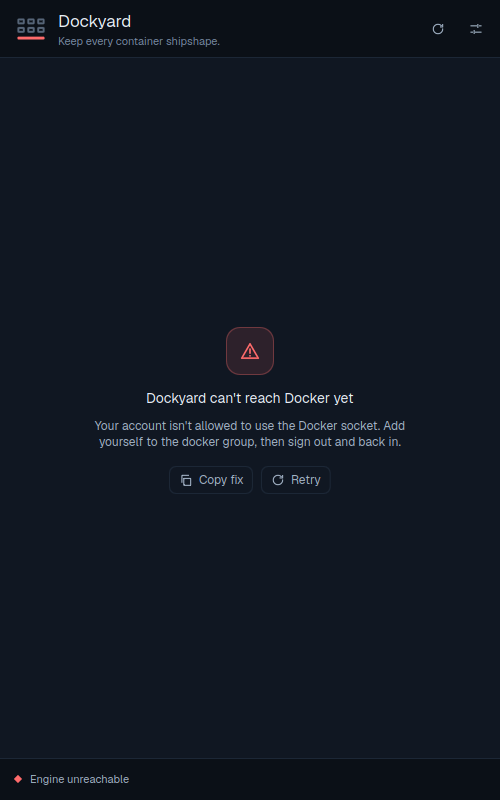 Dockyard
Keep every container shipshape.
Dockyard can't reach Docker yet
Your account isn't allowed to use the Docker socket. Add
yourself to the docker group, then sign out and back in.
Copy fix
Retry
Engine unreachable